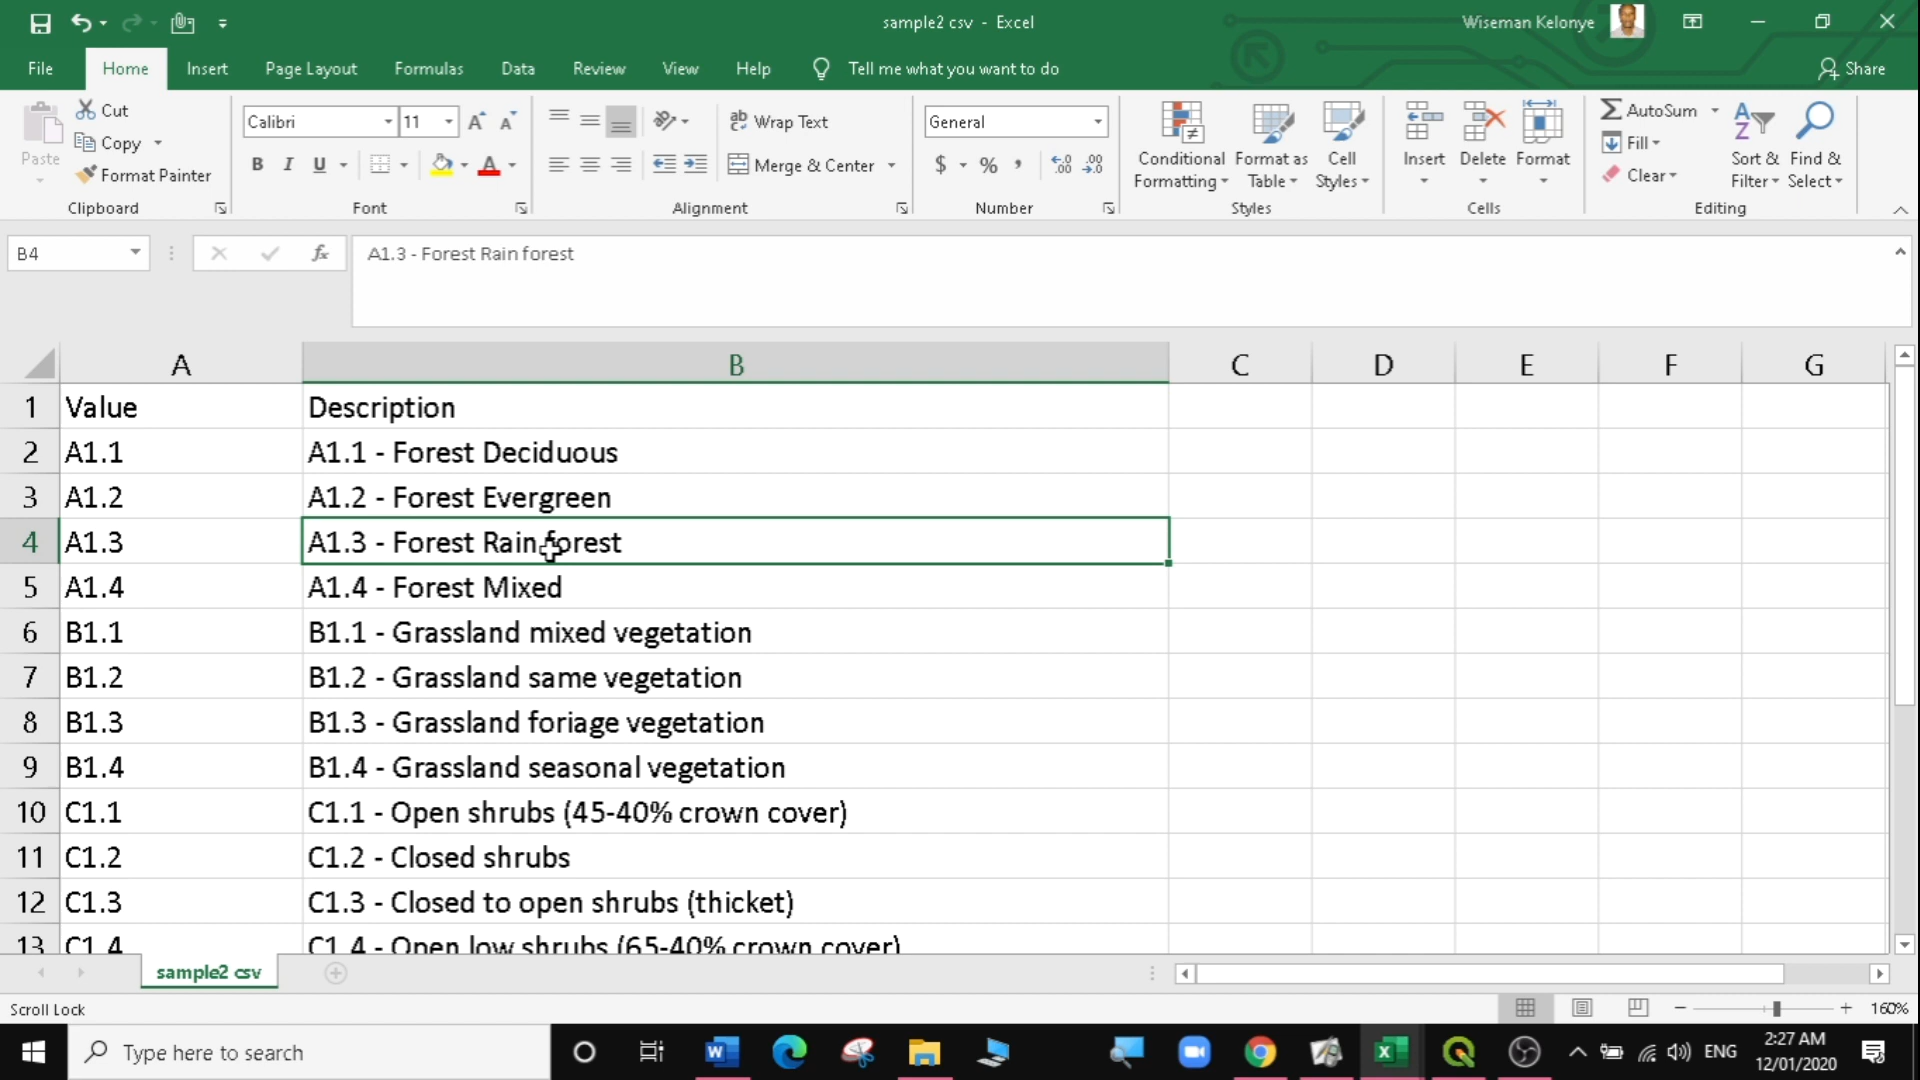 sample2 csv - Excel
Wiseman Kelonye
File Home Insert Page Layout Formulas Data Review View Help Tell me what you want to do Share
Paste Cut Copy Format Painter Clipboard
Calibri 11 B I U A Font
ab Wrap Text Merge & Center Alignment
General $ % , Number
Conditional Formatting Format as Table Cell Styles Styles
Insert Delete Format Cells
AutoSum Fill Clear Sort & Filter Find & Select Editing
B4 fx A1.3 - Forest Rain forest
A B C D E F G
1 Value Description
2 A1.1 A1.1 - Forest Deciduous
3 A1.2 A1.2 - Forest Evergreen
4 A1.3 A1.3 - Forest Rain forest
5 A1.4 A1.4 - Forest Mixed
6 B1.1 B1.1 - Grassland mixed vegetation
7 B1.2 B1.2 - Grassland same vegetation
8 B1.3 B1.3 - Grassland foriage vegetation
9 B1.4 B1.4 - Grassland seasonal vegetation
10 C1.1 C1.1 - Open shrubs (45-40% crown cover)
11 C1.2 C1.2 - Closed shrubs
12 C1.3 C1.3 - Closed to open shrubs (thicket)
13 C1.4 C1.4 - Open low shrubs (65-40% crown cover)
sample2 csv
Scroll Lock 160%
Type here to search ENG 2:27 AM
12/01/2020